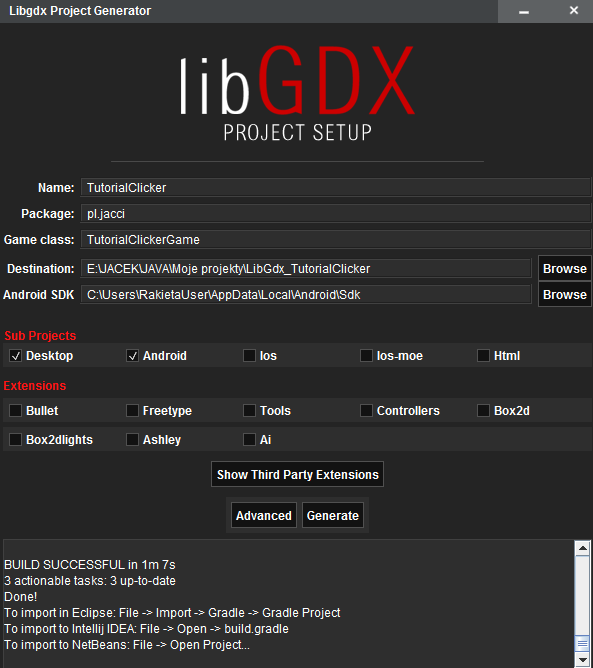 Libgdx Project Generator
libGDX
PROJECT SETUP
Name: TutorialClicker
Package: pl.jacci
Game class: TutorialClickerGame
Destination: E:\JACEK\JAVA\Moje projekty\LibGdx_TutorialClicker Browse
Android SDK C:\Users\RakietaUser\AppData\Local\Android\Sdk Browse
Sub Projects
Desktop Android Ios Ios-moe Html
Extensions
Bullet Freetype Tools Controllers Box2d
Box2dlights Ashley Ai
Show Third Party Extensions
Advanced Generate
BUILD SUCCESSFUL in 1m 7s
3 actionable tasks: 3 up-to-date
Done!
To import in Eclipse: File -> Import -> Gradle -> Gradle Project
To import to Intellij IDEA: File -> Open -> build.gradle
To import to NetBeans: File -> Open Project...